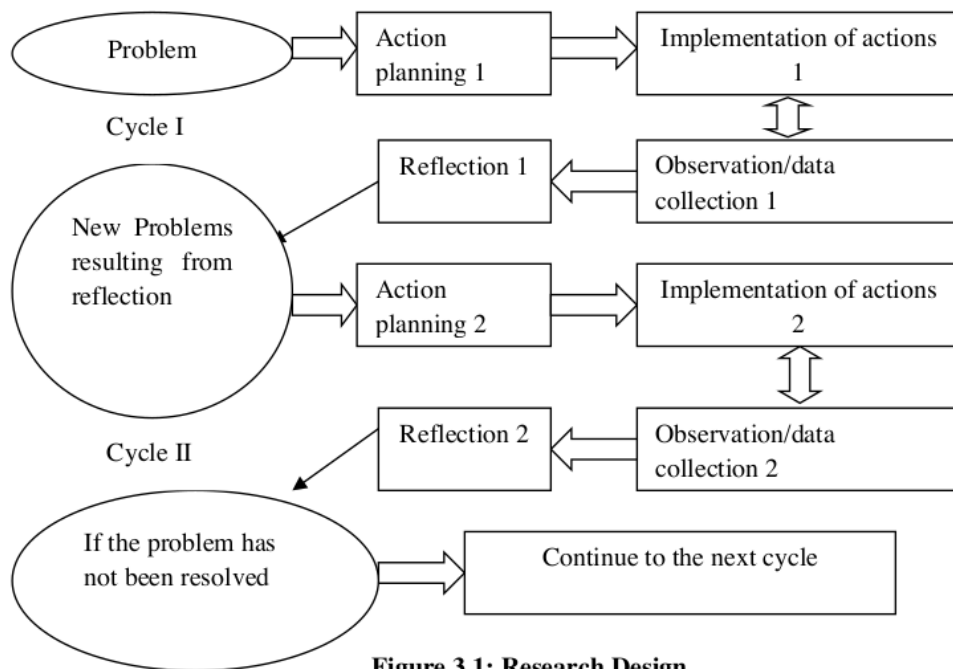 Problem
Action
planning 1
Implementation of actions
1
Cycle I
Reflection 1
Observation/data
collection 1
New Problems
resulting from
reflection
Action
planning 2
Implementation of actions
2
Cycle II
Reflection 2
Observation/data
collection 2
If the problem has
not been resolved
Continue to the next cycle
Figure 3.1: Research Design